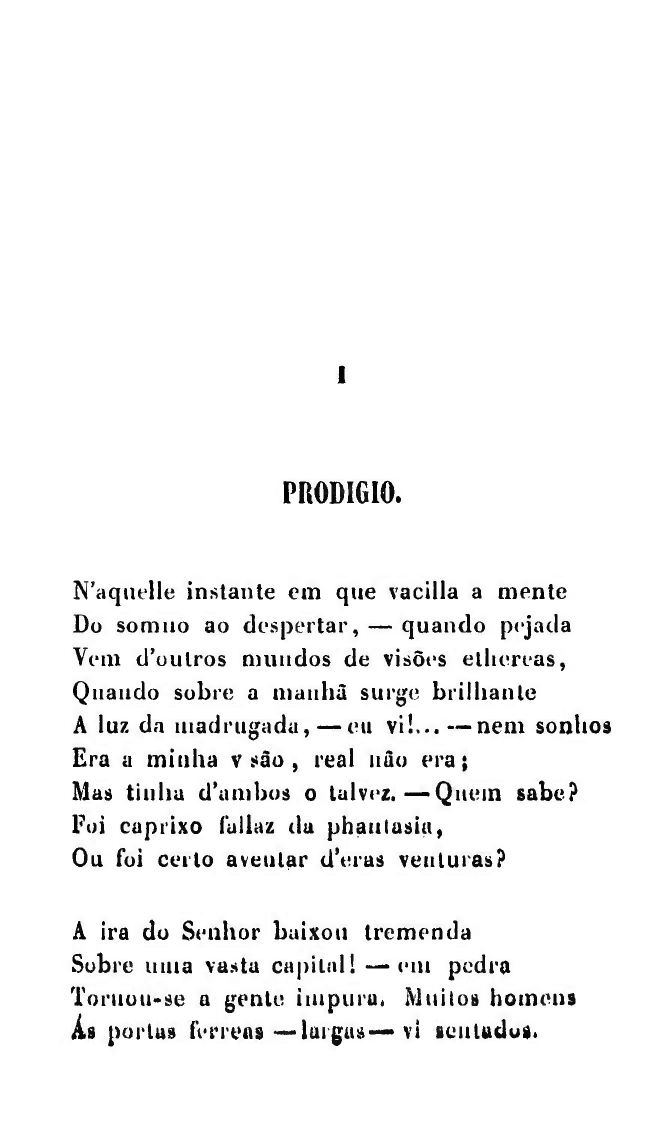 I
PRODIGIO.
N'aquelle instante em que vacilla a mente
Do somno ao despertar, — quando pejada
Vem d'outros mundos de visões ethereas,
Quando sobre a manhã surge brilhante
A luz da madrugada, — eu vi!... — nem sonhos
Era a minha v são, real não era;
Mas tinha d'ambos o talvez. — Quem sabe?
Foi caprixo fallaz da phantasia,
Ou foi certo aventar d'eras venturas?
A ira do Senhor baixou tremenda
Sobre uma vasta capital! — em pedra
Tornou-se a gente impura. Muitos homens
Ás portas ferreas — largas — vi sentados.